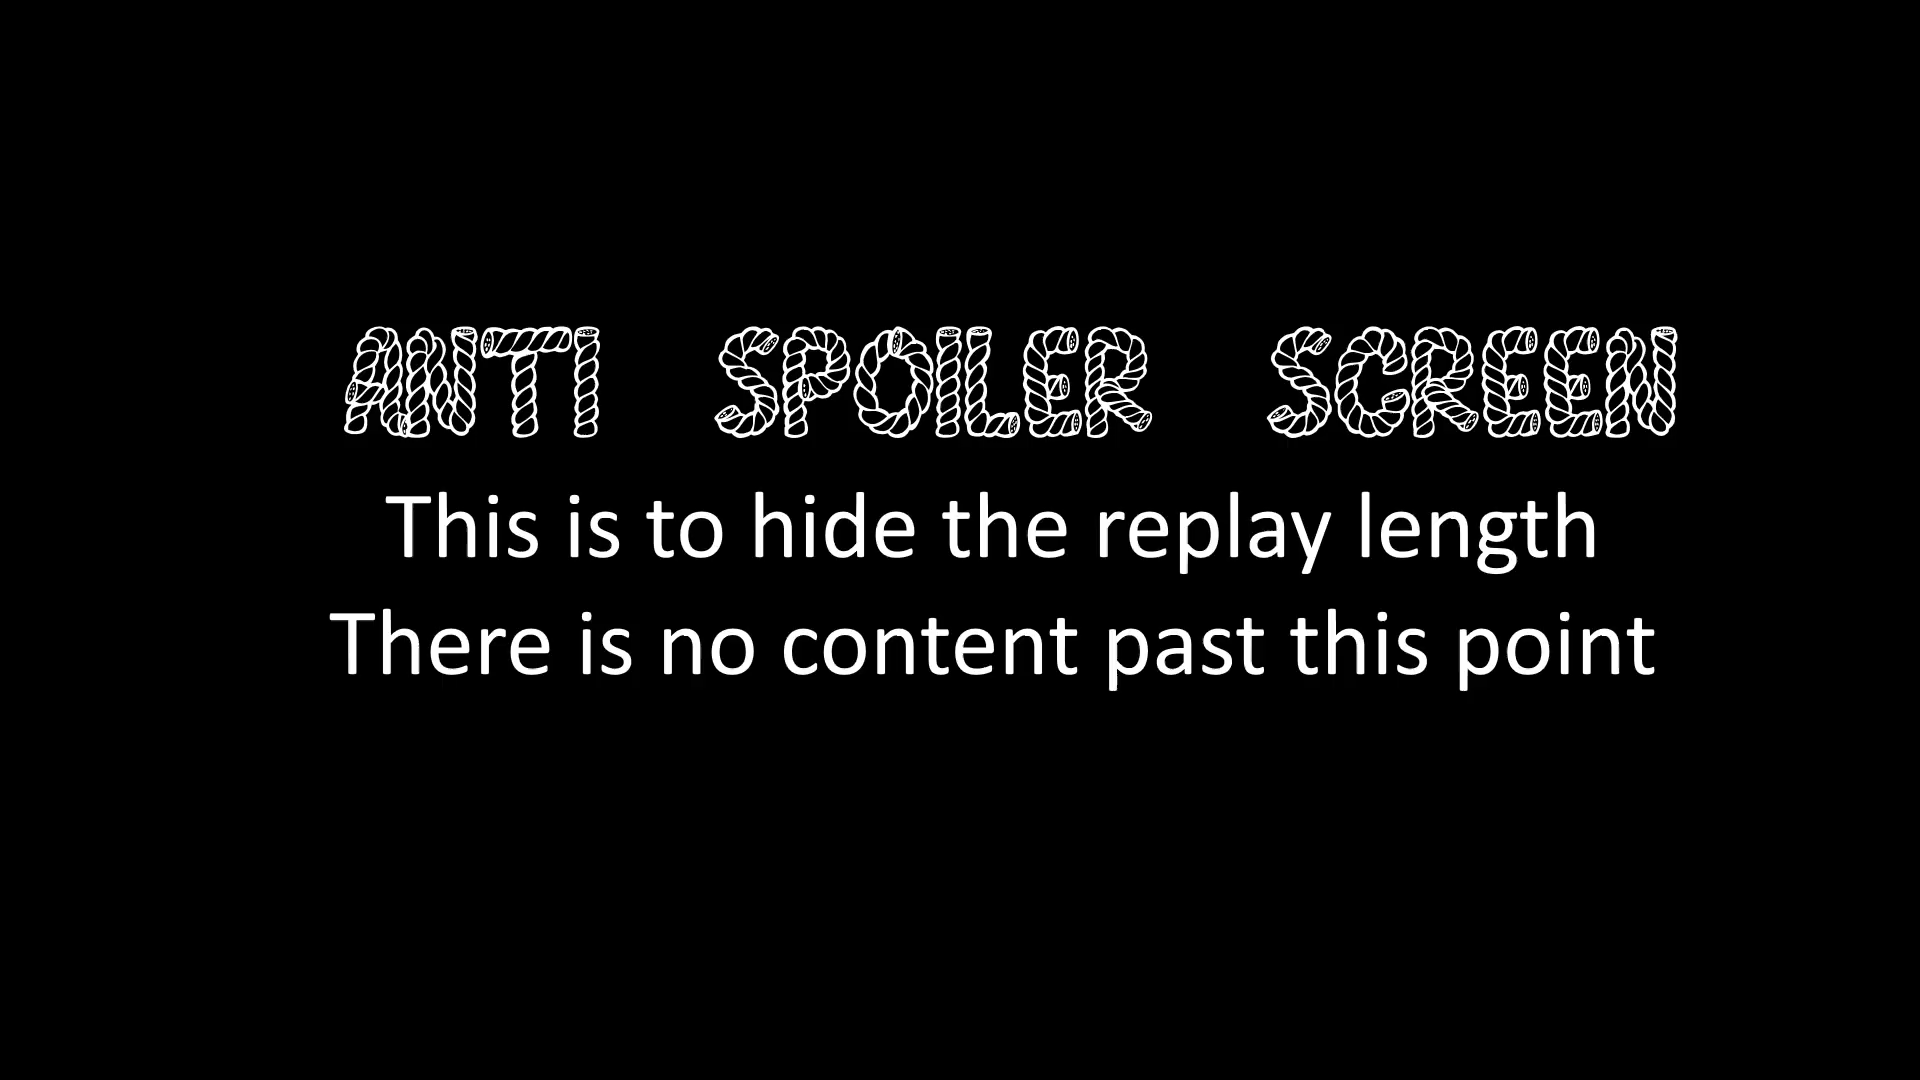 ANTI SPOILER SCREEN
This is to hide the replay length
There is no content past this point